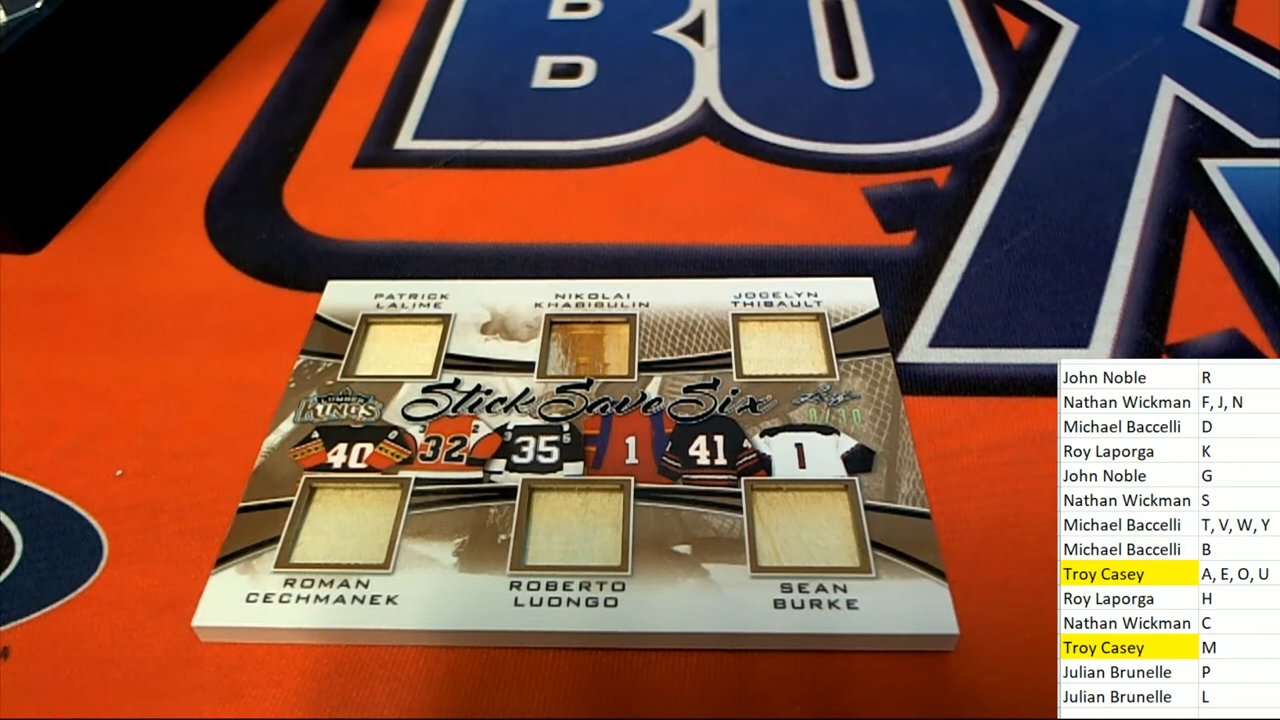 BOX
PATRICK
LALIME
NIKOLAI
KHABIBULIN
JOCELYN
THIBAULT
KINGS
Stick Save Six
Leaf
40 32 35 1 41 1
ROMAN
CECHMANEK
ROBERTO
LUONGO
SEAN
BURKE
John Noble R
Nathan Wickman F, J, N
Michael Baccelli D
Roy Laporga K
John Noble G
Nathan Wickman S
Michael Baccelli T, V, W, Y
Michael Baccelli B
Troy Casey A, E, O, U
Roy Laporga H
Nathan Wickman C
Troy Casey M
Julian Brunelle P
Julian Brunelle L